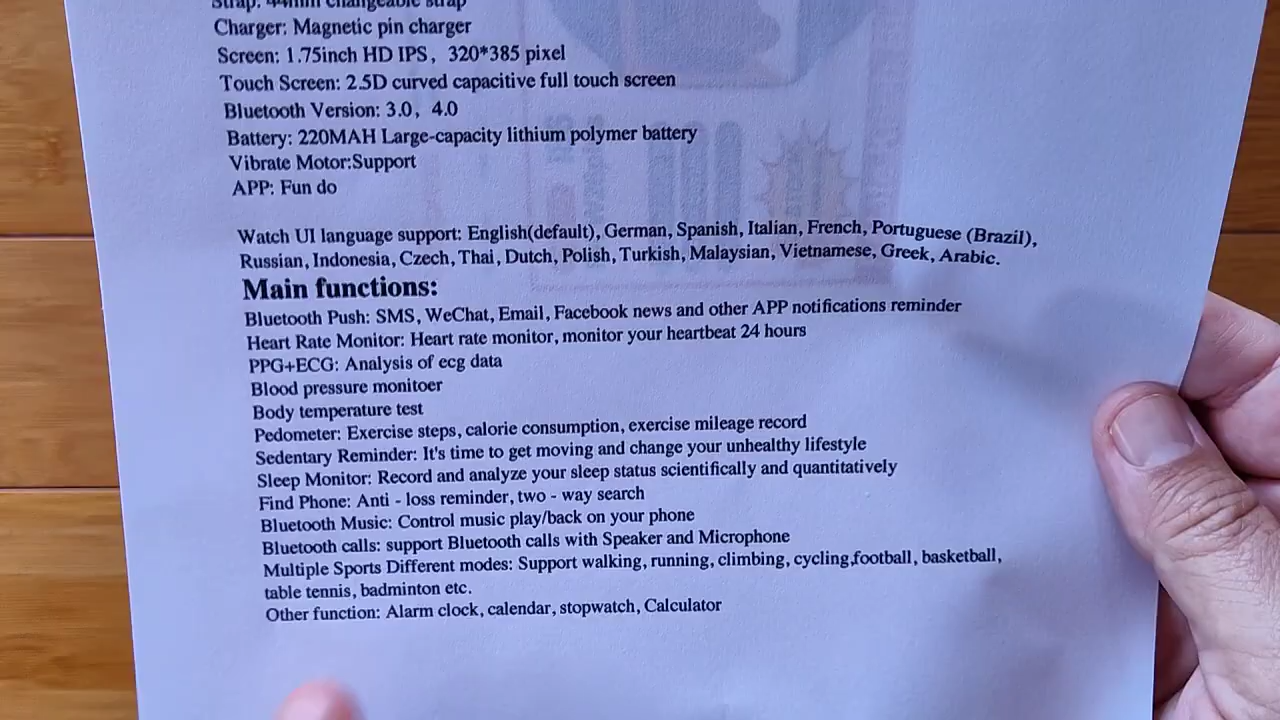 Strap: 44mm changeable strap
Charger: Magnetic pin charger
Screen: 1.75inch HD IPS, 320*385 pixel
Touch Screen: 2.5D curved capacitive full touch screen
Bluetooth Version: 3.0, 4.0
Battery: 220MAH Large-capacity lithium polymer battery
Vibrate Motor:Support
APP: Fun do
Watch UI language support: English(default), German, Spanish, Italian, French, Portuguese (Brazil),
Russian, Indonesia, Czech, Thai, Dutch, Polish, Turkish, Malaysian, Vietnamese, Greek, Arabic.
Main functions:
Bluetooth Push: SMS, WeChat, Email, Facebook news and other APP notifications reminder
Heart Rate Monitor: Heart rate monitor, monitor your heartbeat 24 hours
PPG+ECG: Analysis of ecg data
Blood pressure monitoer
Body temperature test
Pedometer: Exercise steps, calorie consumption, exercise mileage record
Sedentary Reminder: It's time to get moving and change your unhealthy lifestyle
Sleep Monitor: Record and analyze your sleep status scientifically and quantitatively
Find Phone: Anti - loss reminder, two - way search
Bluetooth Music: Control music play/back on your phone
Bluetooth calls: support Bluetooth calls with Speaker and Microphone
Multiple Sports Different modes: Support walking, running, climbing, cycling,football, basketball,
table tennis, badminton etc.
Other function: Alarm clock, calendar, stopwatch, Calculator